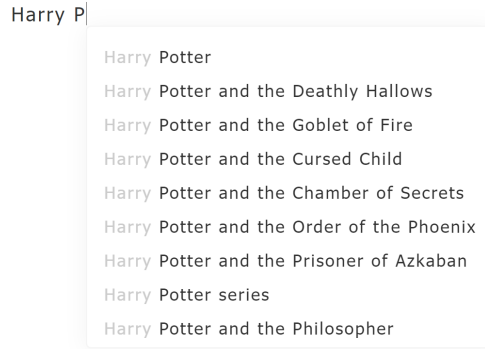 Harry P
Harry Potter
Harry Potter and the Deathly Hallows
Harry Potter and the Goblet of Fire
Harry Potter and the Cursed Child
Harry Potter and the Chamber of Secrets
Harry Potter and the Order of the Phoenix
Harry Potter and the Prisoner of Azkaban
Harry Potter series
Harry Potter and the Philosopher